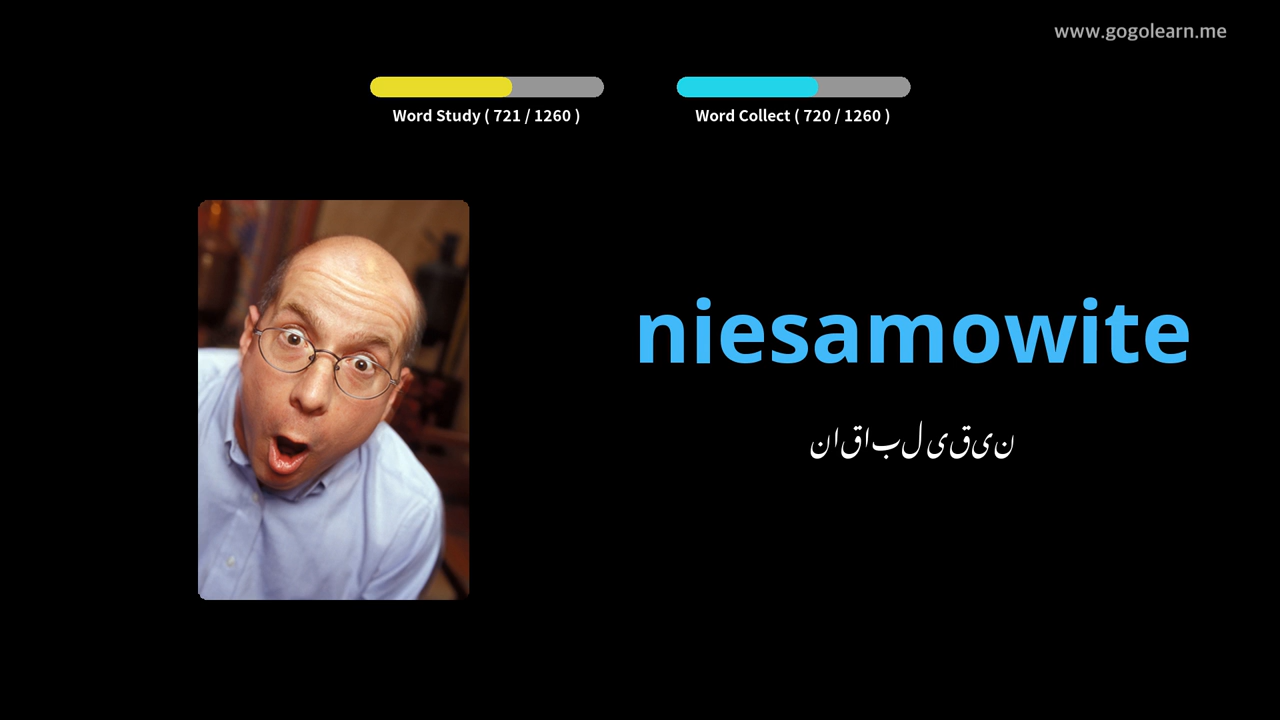 www.gogolearn.me
Word Study ( 721 / 1260 )
Word Collect ( 720 / 1260 )
niesamowite
ناقابل یقین